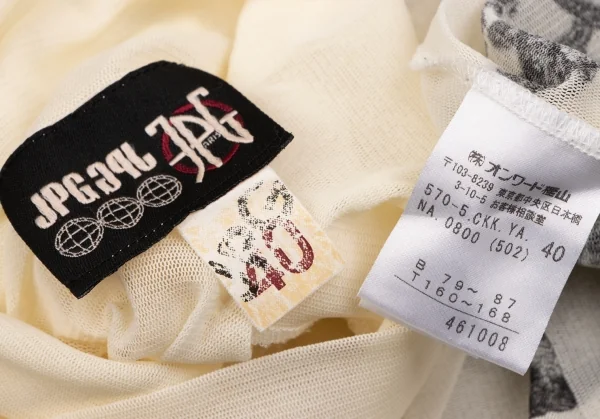 JPGJPG
JPG
PARIS
40
㈱オンワード樫山
〒103-8239 東京都中央区日本橋
3-10-5 お客様相談室
570-5.CKK.YA.
NA.0800 (502) 40
B 79~ 87
T160~168
461008